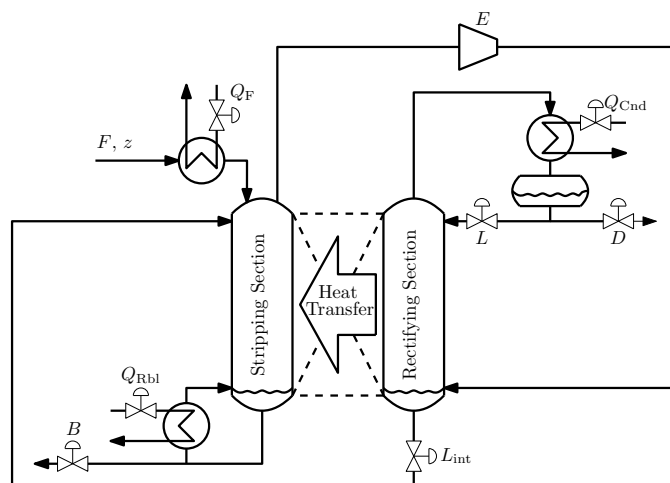 E
Q_F
Q_Cnd
F, z
L
D
Stripping Section
Heat
Transfer
Rectifying Section
Q_Rbl
B
L_int